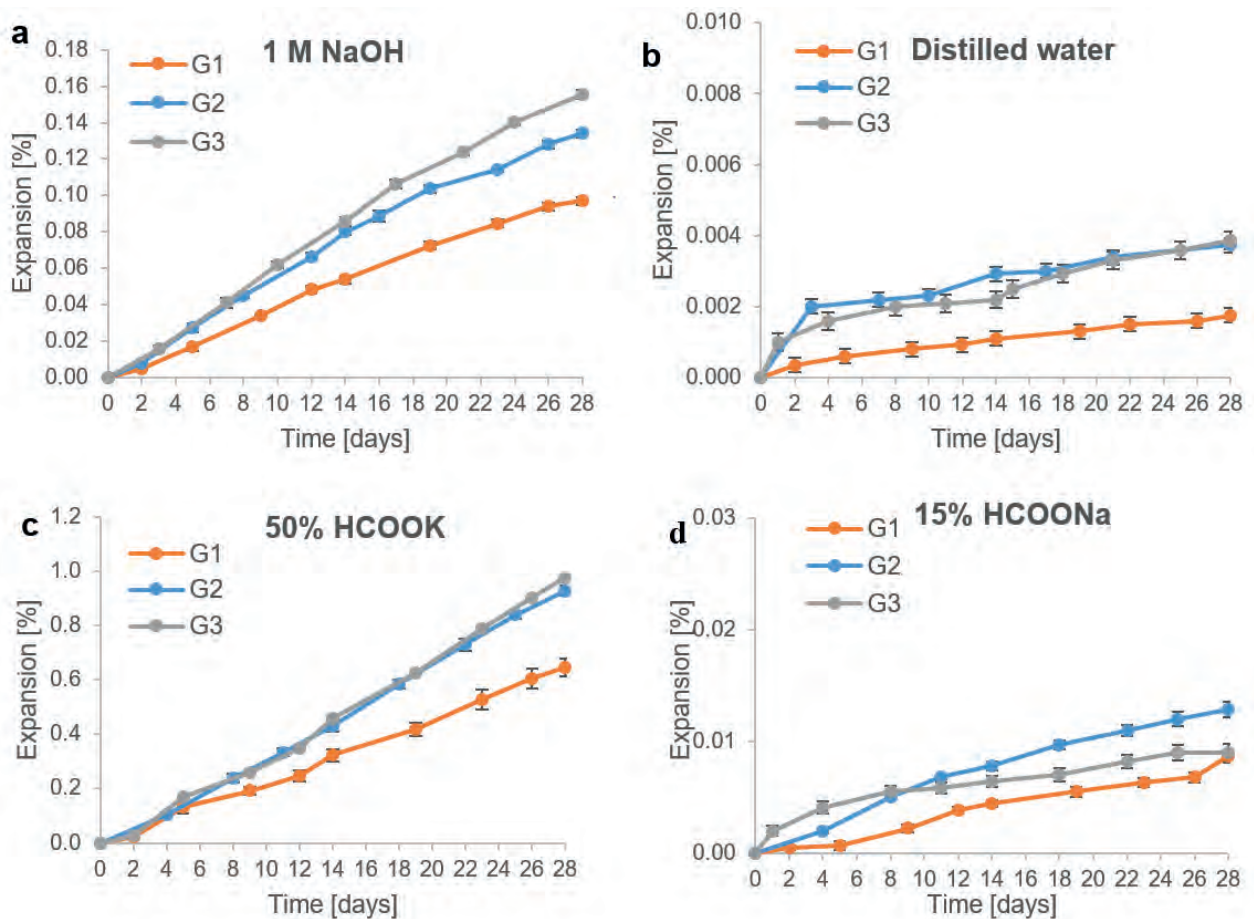 a
1 M NaOH
G1
G2
G3
Expansion [%]
0.18
0.16
0.14
0.12
0.10
0.08
0.06
0.04
0.02
0.00
0 2 4 6 8 10 12 14 16 18 20 22 24 26 28
Time [days]
b
Distilled water
G1
G2
G3
Expansion [%]
0.010
0.008
0.006
0.004
0.002
0.000
0 2 4 6 8 10 12 14 16 18 20 22 24 26 28
Time [days]
c
50% HCOOK
G1
G2
G3
Expansion [%]
1.2
1.0
0.8
0.6
0.4
0.2
0.0
0 2 4 6 8 10 12 14 16 18 20 22 24 26 28
Time [days]
d
15% HCOONa
G1
G2
G3
Expansion [%]
0.03
0.02
0.01
0.00
0 2 4 6 8 10 12 14 16 18 20 22 24 26 28
Time [days]